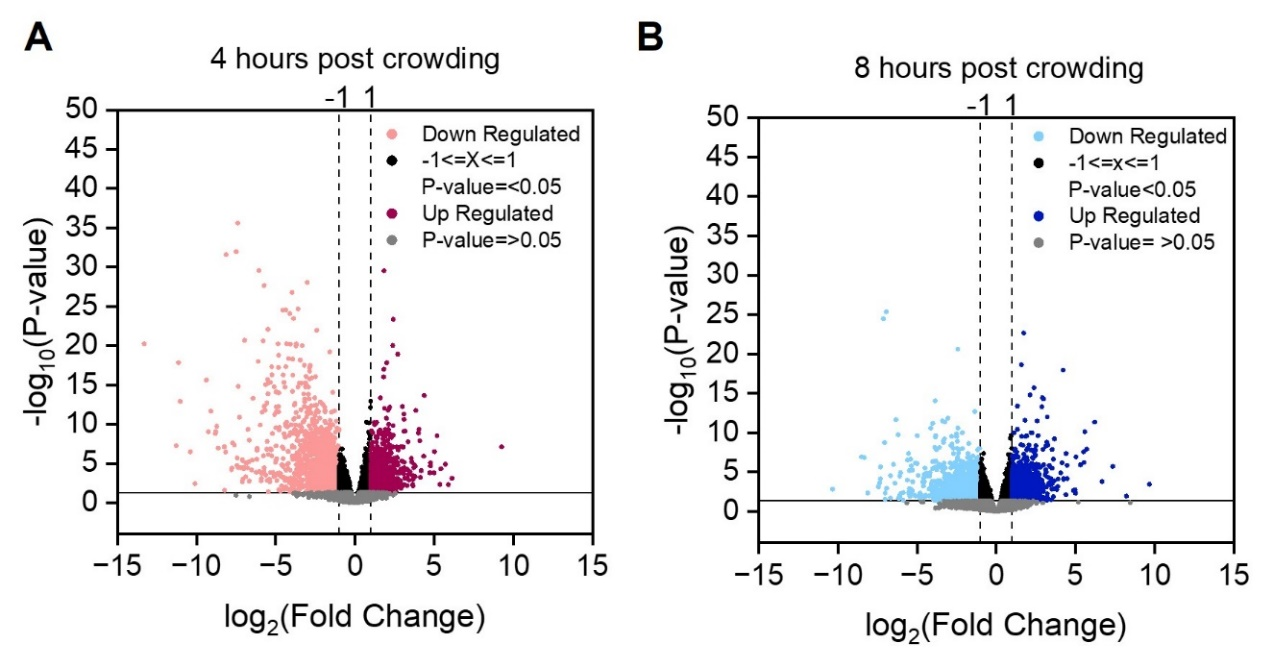 A
4 hours post crowding
-1 1
50
45
40
35
30
25
20
15
10
5
0
-log10(P-value)
Down Regulated
-1<=X<=1
P-value=<0.05
Up Regulated
P-value=>0.05
−15 −10 −5 0 5 10 15
log2(Fold Change)
B
8 hours post crowding
-1 1
50
45
40
35
30
25
20
15
10
5
0
-log10(P-value)
Down Regulated
-1<=x<=1
P-value<0.05
Up Regulated
P-value= >0.05
−15 −10 −5 0 5 10 15
log2(Fold Change)